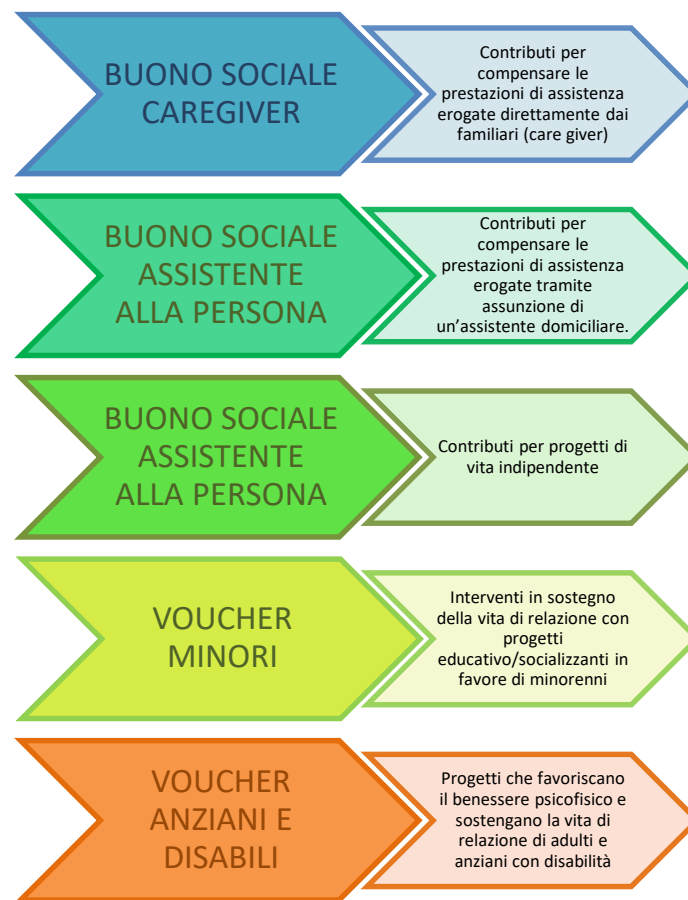 BUONO SOCIALE
CAREGIVER
Contributi per
compensare le
prestazioni di assistenza
erogate direttamente dai
familiari (care giver)
BUONO SOCIALE
ASSISTENTE
ALLA PERSONA
Contributi per
compensare le
prestazioni di assistenza
erogate tramite
assunzione di
un’assistente domiciliare.
BUONO SOCIALE
ASSISTENTE
ALLA PERSONA
Contributi per progetti di
vita indipendente
VOUCHER
MINORI
Interventi in sostegno
della vita di relazione con
progetti
educativo/socializzanti in
favore di minorenni
VOUCHER
ANZIANI E
DISABILI
Progetti che favoriscano
il benessere psicofisico e
sostengano la vita di
relazione di adulti e
anziani con disabilità